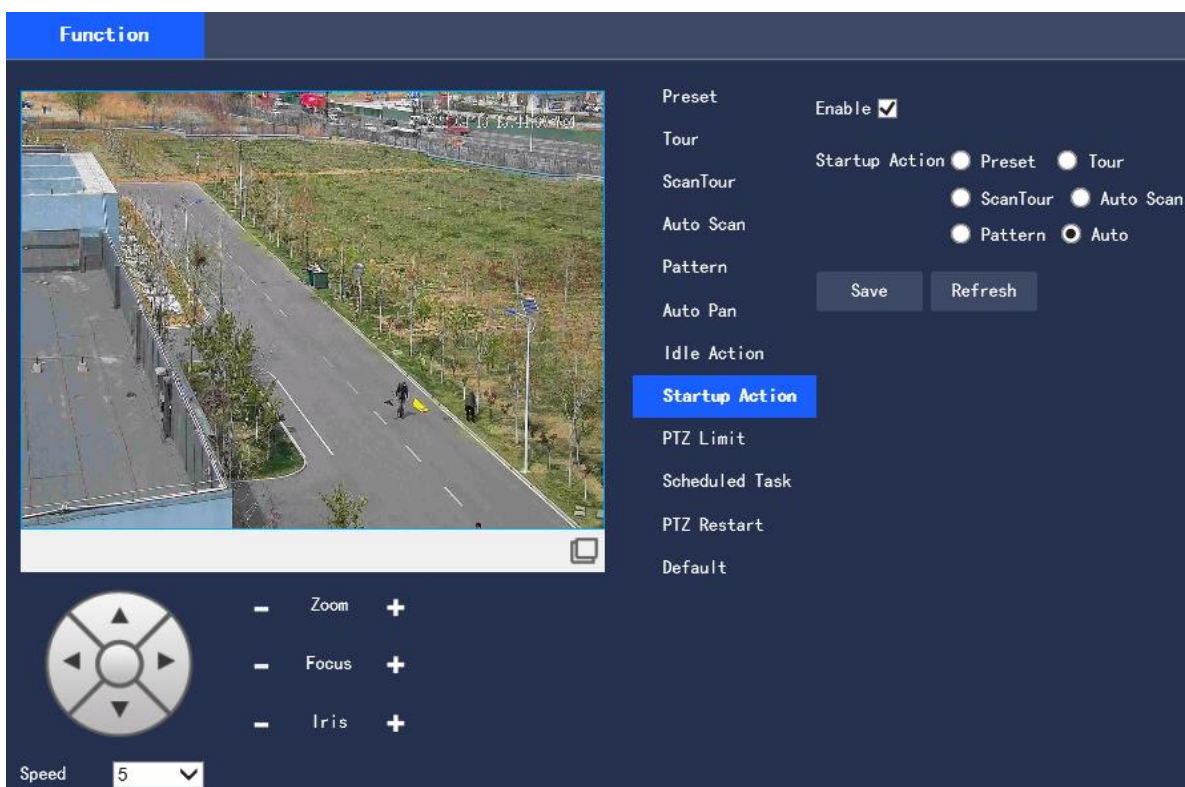 Function
Preset
Tour
ScanTour
Auto Scan
Pattern
Auto Pan
Idle Action
Startup Action
PTZ Limit
Scheduled Task
PTZ Restart
Default
Enable
Startup Action Preset Tour
ScanTour Auto Scan
Pattern Auto
Save Refresh
- Zoom +
- Focus +
- Iris +
Speed 5